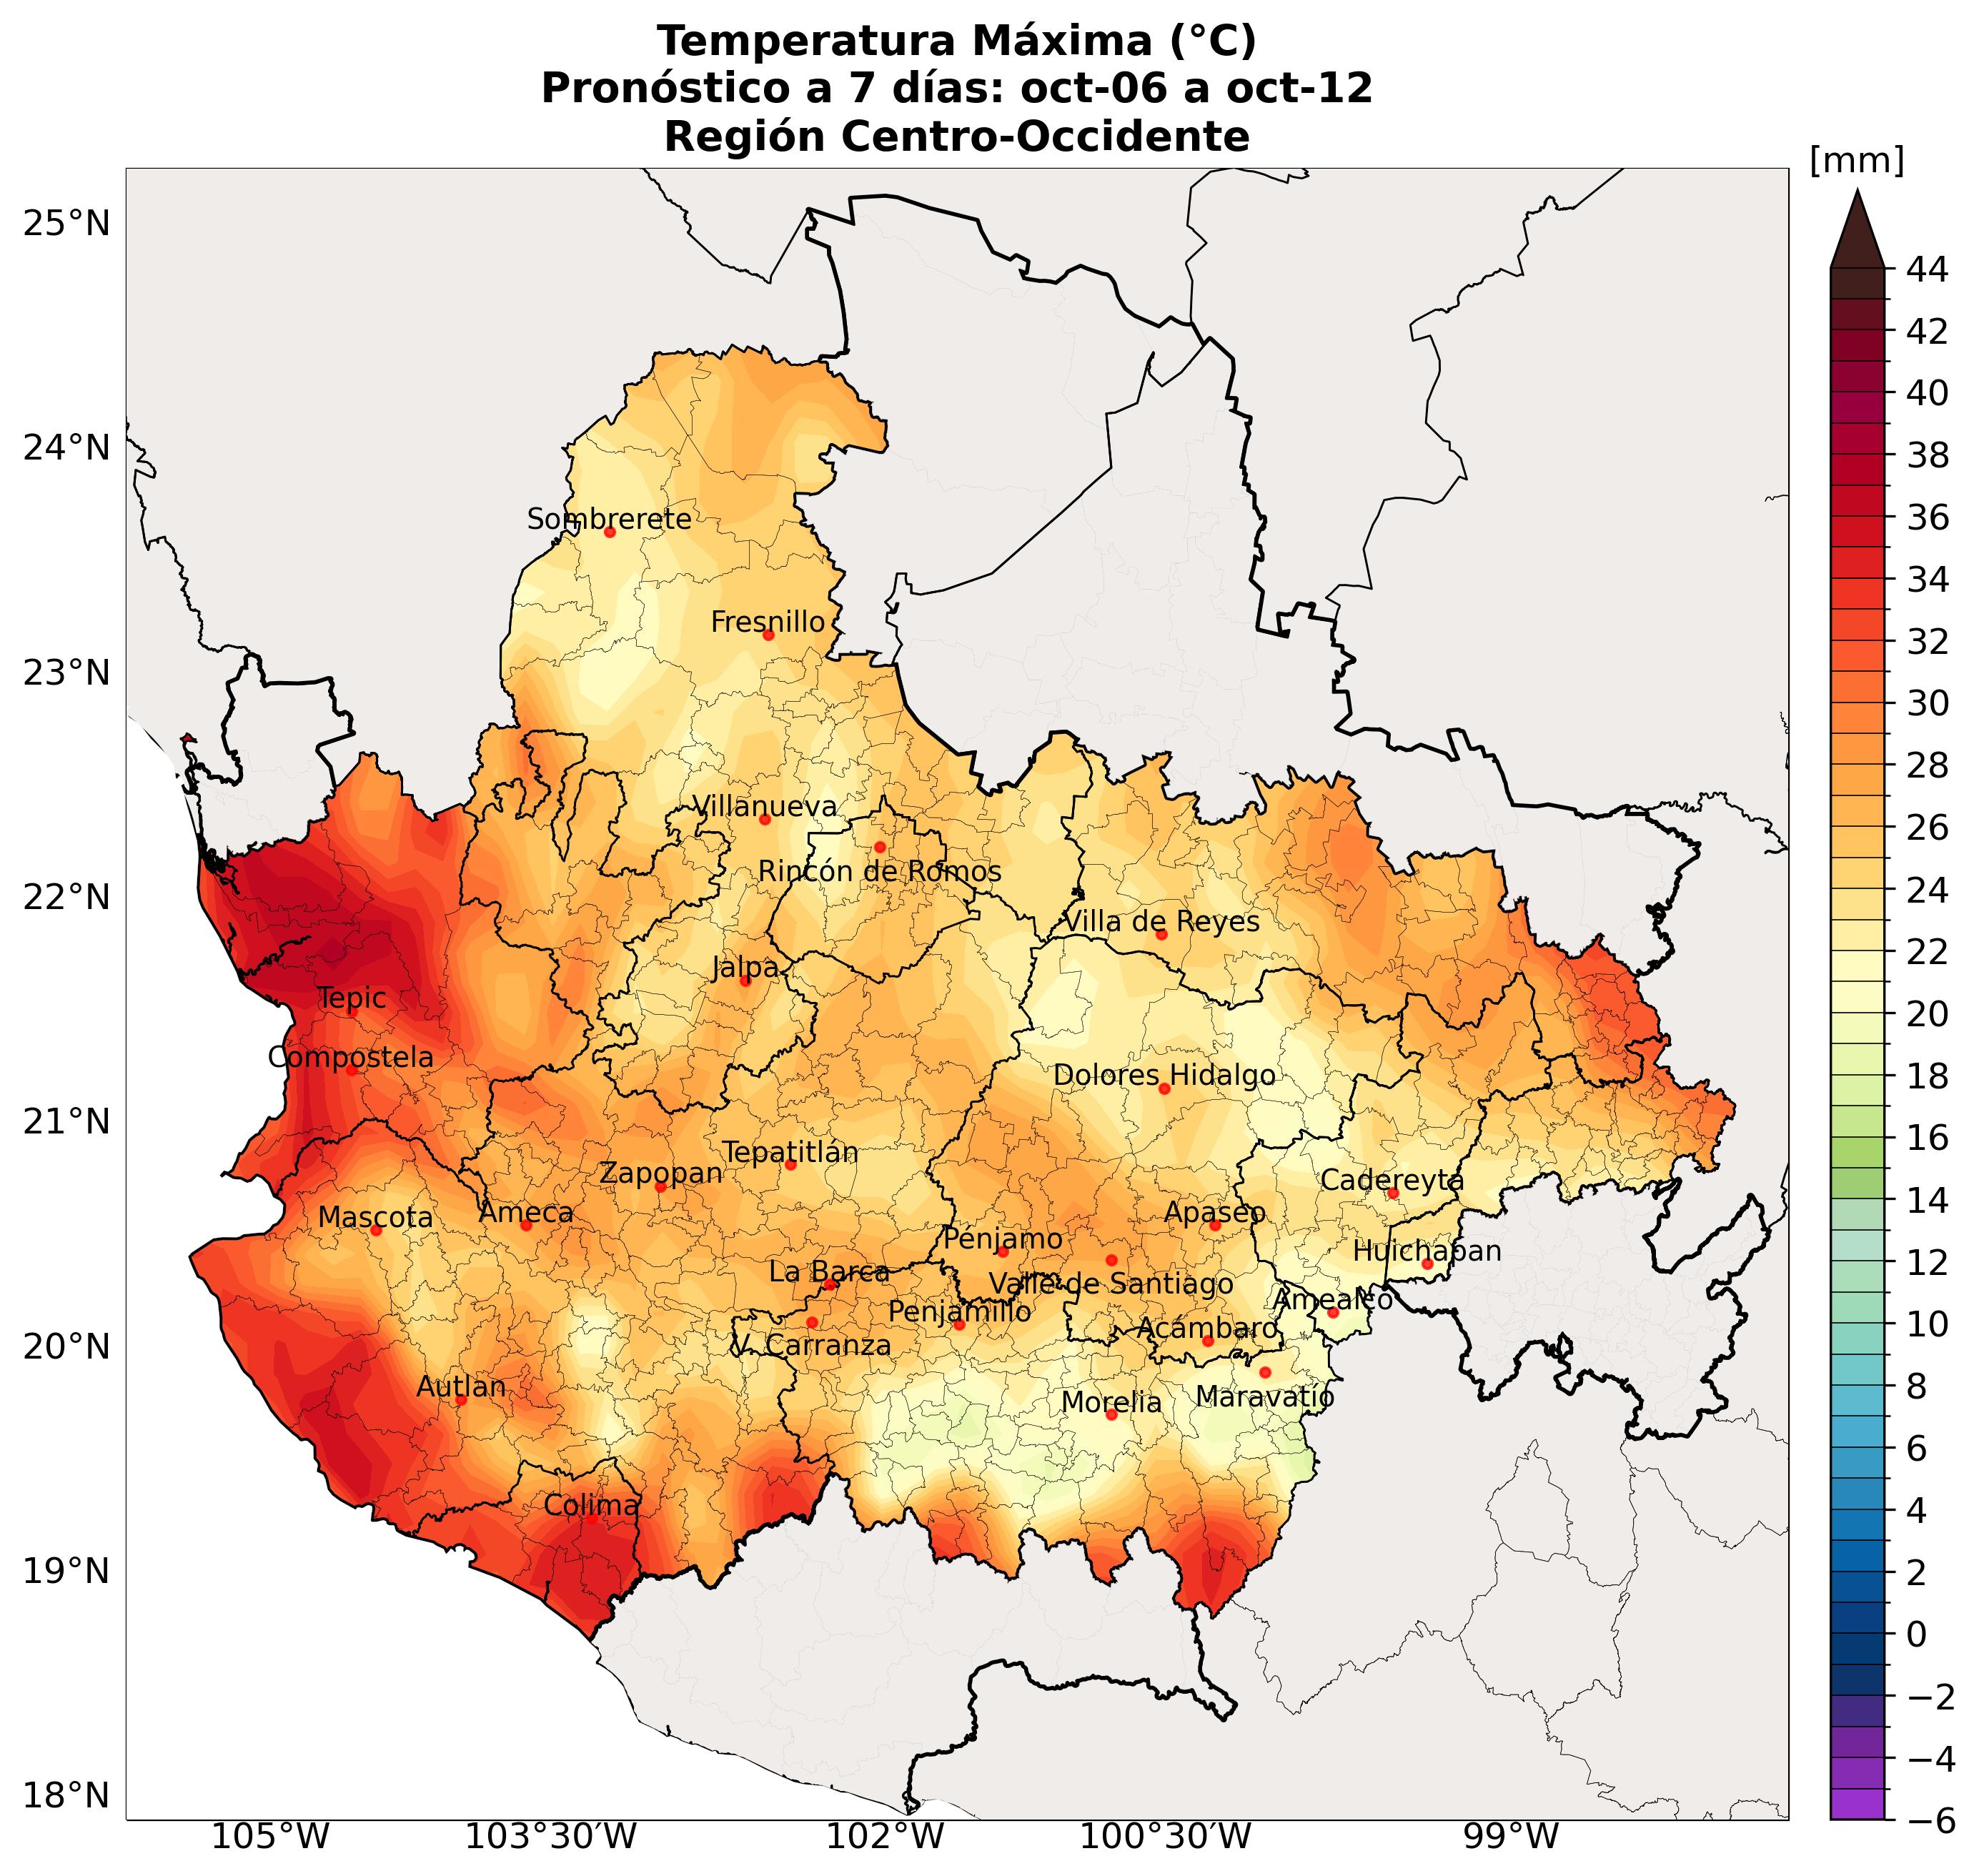 Temperatura Máxima (°C)
Pronóstico a 7 días: oct-06 a oct-12
Región Centro-Occidente
[mm]
25°N
24°N
23°N
22°N
21°N
20°N
19°N
18°N
Sombrerete
Fresnillo
Villanueva
Rincón de Romos
Villa de Reyes
Jalpa
Tepic
Compostela
Dolores Hidalgo
Tepatitlán
Zapopan
Cadereyta
Mascota
Ameca
Apaseo
Pénjamo
Huichapan
La Barca
Valle de Santiago
Amealco
Penjamillo
Acámbaro
V. Carranza
Autlan
Morelia
Maravatío
Colima
44
42
40
38
36
34
32
30
28
26
24
22
20
18
16
14
12
10
8
6
4
2
0
−2
−4
−6
105°W
103°30′W
102°W
100°30′W
99°W